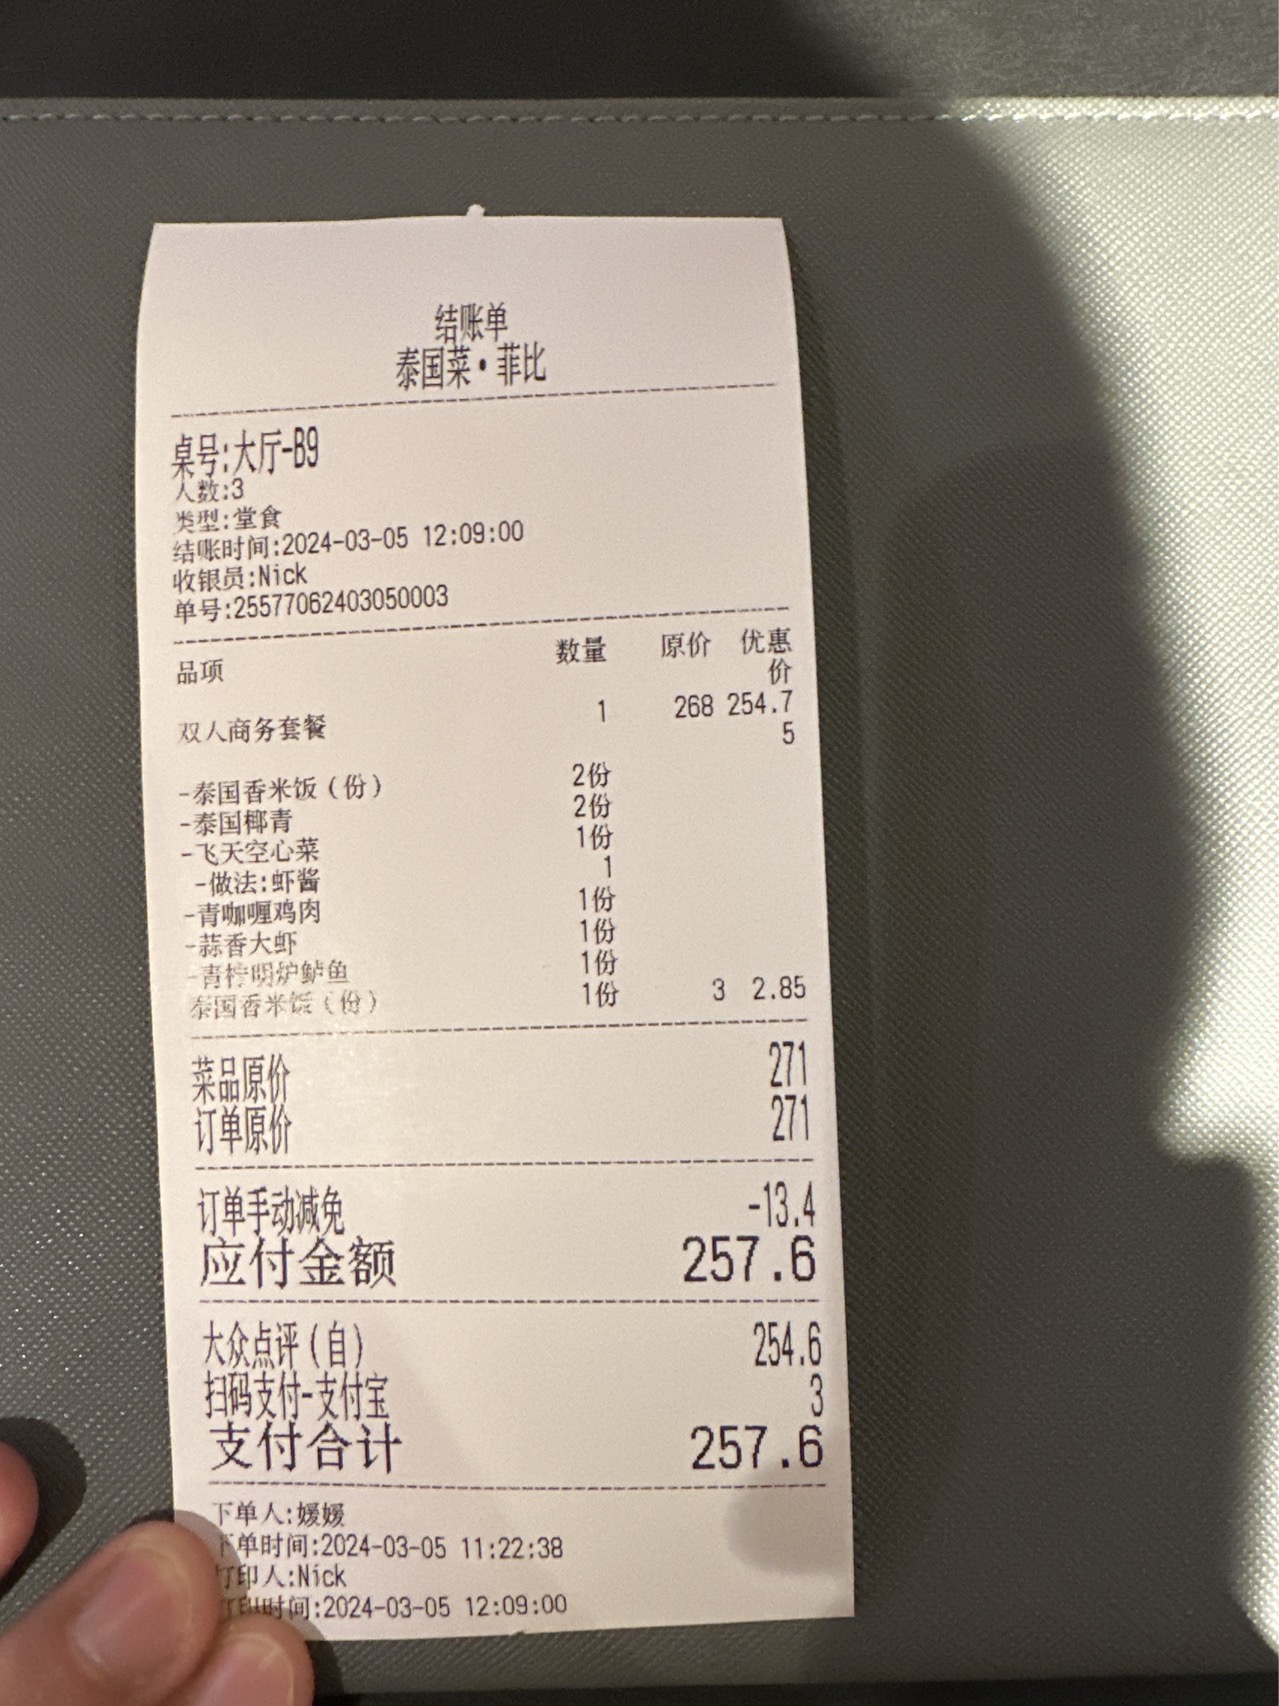 结账单
泰国菜·菲比
桌号:大厅-B9
人数:3
类型:堂食
结账时间:2024-03-05 12:09:00
收银员:Nick
单号:25577062403050003
品项 数量 原价 优惠
价
双人商务套餐 1 268 254.7
5
-泰国香米饭（份） 2份
-泰国椰青 2份
-飞天空心菜 1份
-做法:虾酱 1
-青咖喱鸡肉 1份
-蒜香大虾 1份
-青柠明炉鲈鱼 1份
泰国香米饭（份） 1份 3 2.85
菜品原价 271
订单原价 271
订单手动减免 -13.4
应付金额 257.6
大众点评(自) 254.6
扫码支付-支付宝 3
支付合计 257.6
下单人:媛媛
下单时间:2024-03-05 11:22:38
打印人:Nick
打印时间:2024-03-05 12:09:00